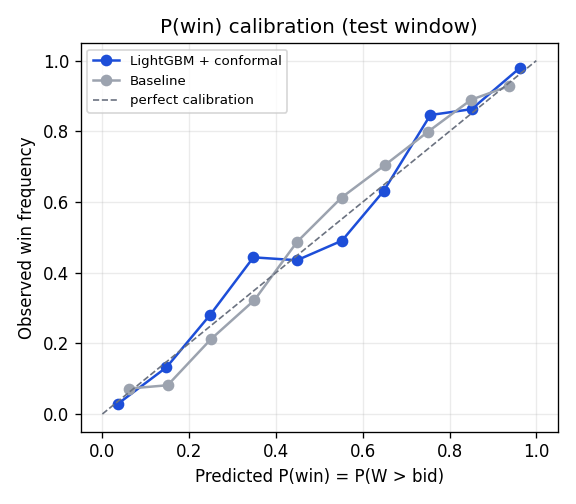 P(win) calibration (test window)
LightGBM + conformal
Baseline
perfect calibration
Observed win frequency
1.0
0.8
0.6
0.4
0.2
0.0
0.0 0.2 0.4 0.6 0.8 1.0
Predicted P(win) = P(W > bid)